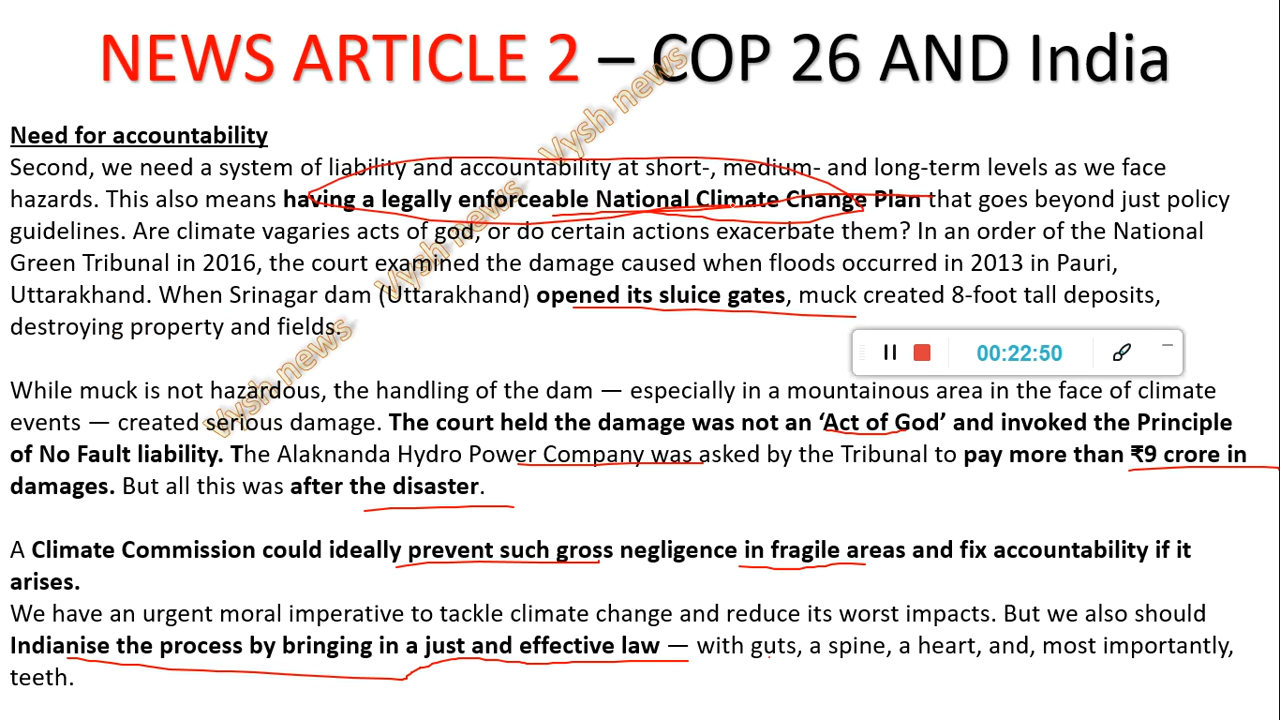 NEWS ARTICLE 2 – COP 26 AND India
Need for accountability
Second, we need a system of liability and accountability at short-, medium- and long-term levels as we face
hazards. This also means having a legally enforceable National Climate Change Plan that goes beyond just policy
guidelines. Are climate vagaries acts of god, or do certain actions exacerbate them? In an order of the National
Green Tribunal in 2016, the court examined the damage caused when floods occurred in 2013 in Pauri,
Uttarakhand. When Srinagar dam (Uttarakhand) opened its sluice gates, muck created 8-foot tall deposits,
destroying property and fields.
00:22:50
While muck is not hazardous, the handling of the dam — especially in a mountainous area in the face of climate
events — created serious damage. The court held the damage was not an ‘Act of God’ and invoked the Principle
of No Fault liability. The Alaknanda Hydro Power Company was asked by the Tribunal to pay more than ₹9 crore in
damages. But all this was after the disaster.
A Climate Commission could ideally prevent such gross negligence in fragile areas and fix accountability if it
arises.
We have an urgent moral imperative to tackle climate change and reduce its worst impacts. But we also should
Indianise the process by bringing in a just and effective law — with guts, a spine, a heart, and, most importantly,
teeth.
Vysh news
Vysh news
Vysh news